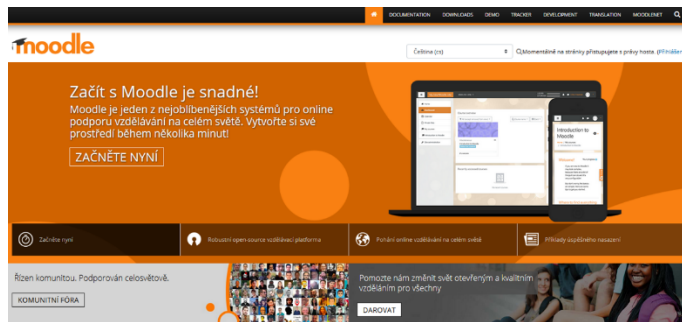 DOCUMENTATION DOWNLOADS DEMO TRACKER DEVELOPMENT TRANSLATION MOODLENET
moodle
Čeština (cs)
Momentálně na stránky přistupujete s právy hosta. (Přihlášen
Začít s Moodle je snadné!
Moodle je jeden z nejoblíbenějších systémů pro online
podporu vzdělávání na celém světě. Vytvořte si své
prostředí během několika minut!
ZAČNĚTE NYNÍ
Introduction to
Moodle
Začněte nyní
Robustní open-source vzdělávací platforma
Pohání online vzdělávání na celém světě
Příklady úspěšného nasazení
Řízen komunitou. Podporován celosvětově.
KOMUNITNÍ FÓRA
Pomozte nám změnit svět otevřeným a kvalitním
vzděláním pro všechny
DAROVAT